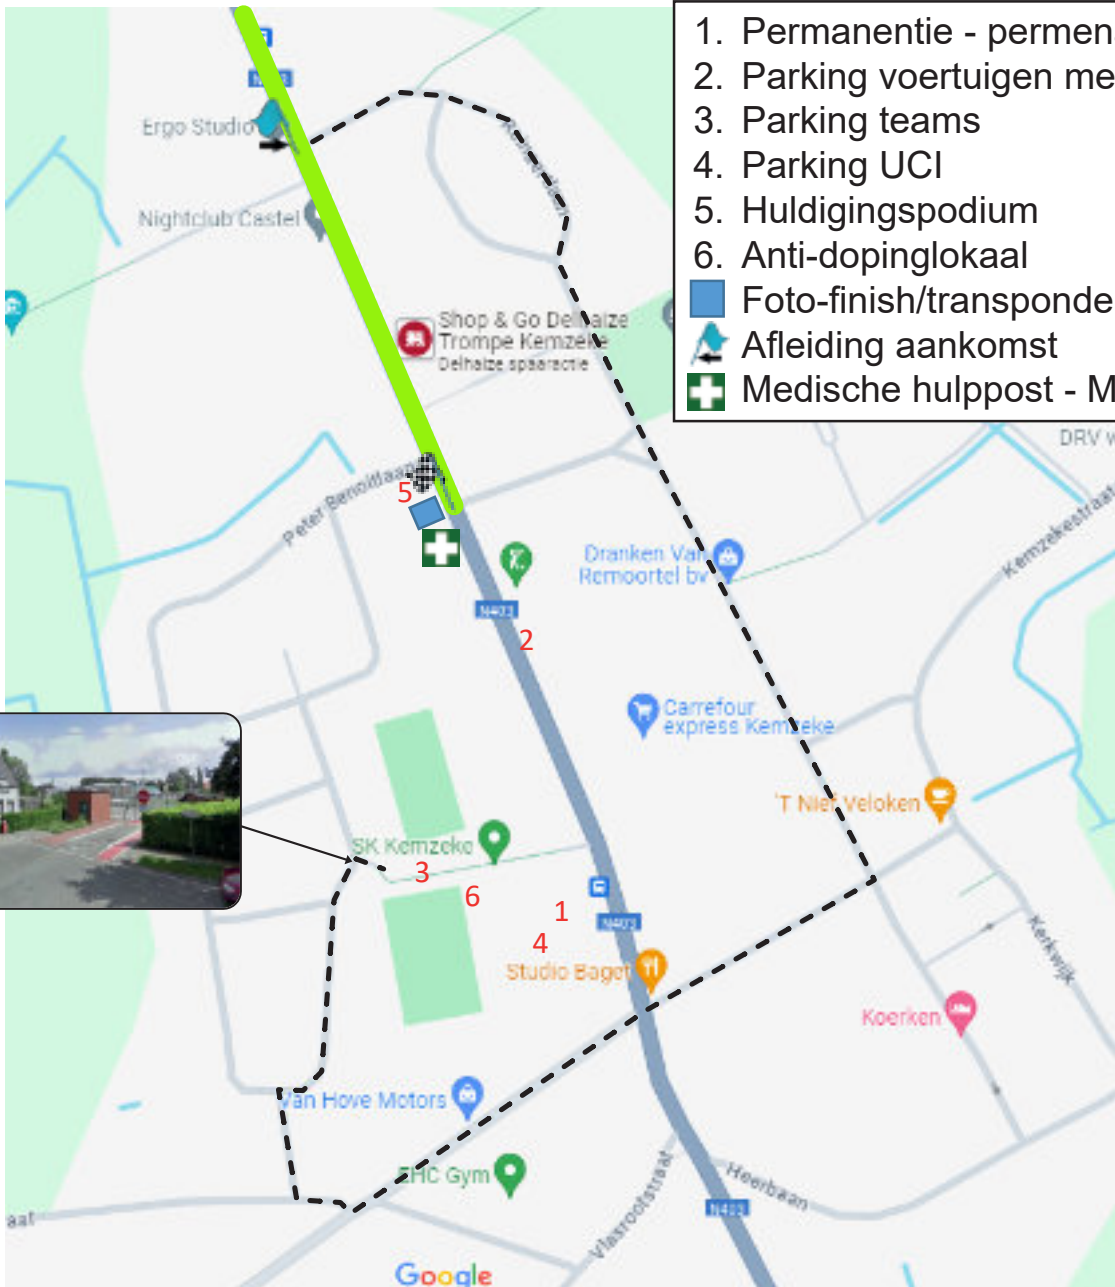 1. Permanentie - permen
2. Parking voertuigen me
3. Parking teams
4. Parking UCI
5. Huldigingspodium
6. Anti-dopinglokaal
Foto-finish/transponde
Afleiding aankomst
Medische hulppost - M
Ergo Studio
Nightclub Castel
Shop & Go Delhaize
Trompe Kemzeke
Delhaize spaaractie
DRV
Peter Benoitlaan
5
Kemzekestraat
Dranken Van
Remoortel bv
N403
2
Carrefour
express Kemzeke
'T Nief Veloken
SK Kemzeke
3
6
1
N403
4
Studio Baget
Kerkwijk
Koerken
Van Hove Motors
EHC Gym
Heerbaan
Vlasrootstraat
N403
aat
Google